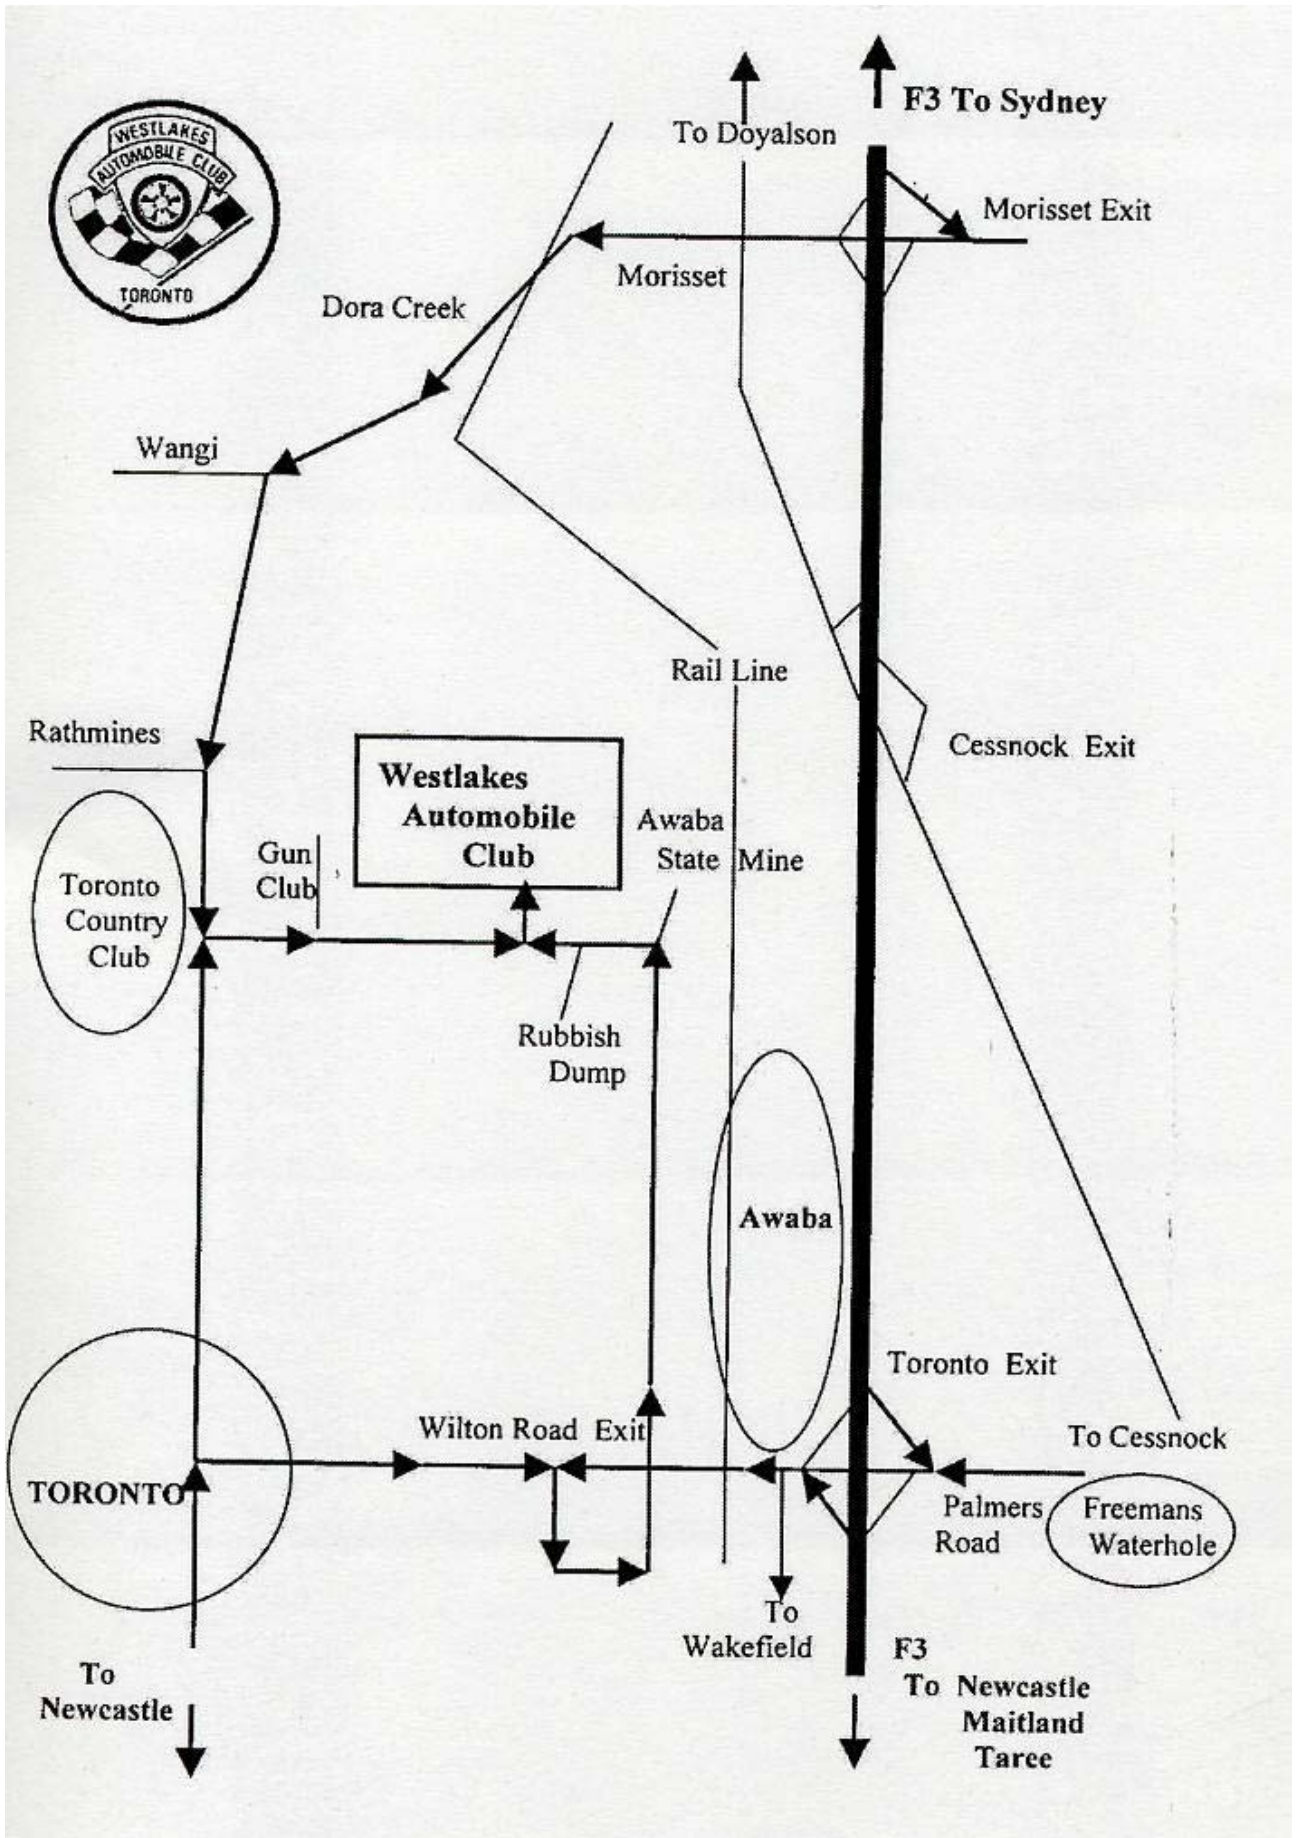 F3 To Sydney
To Doyalson
WESTLAKES
AUTOMOBILE CLUB
TORONTO
Morisset Exit
Morisset
Dora Creek
Wangi
Rail Line
Rathmines
Cessnock Exit
Westlakes
Automobile
Club
Awaba
State Mine
Gun
Club
Toronto
Country
Club
Rubbish
Dump
Awaba
Toronto Exit
Wilton Road Exit
To Cessnock
TORONTO
Palmers
Road
Freemans
Waterhole
To
Wakefield
To
Newcastle
F3
To Newcastle
Maitland
Taree